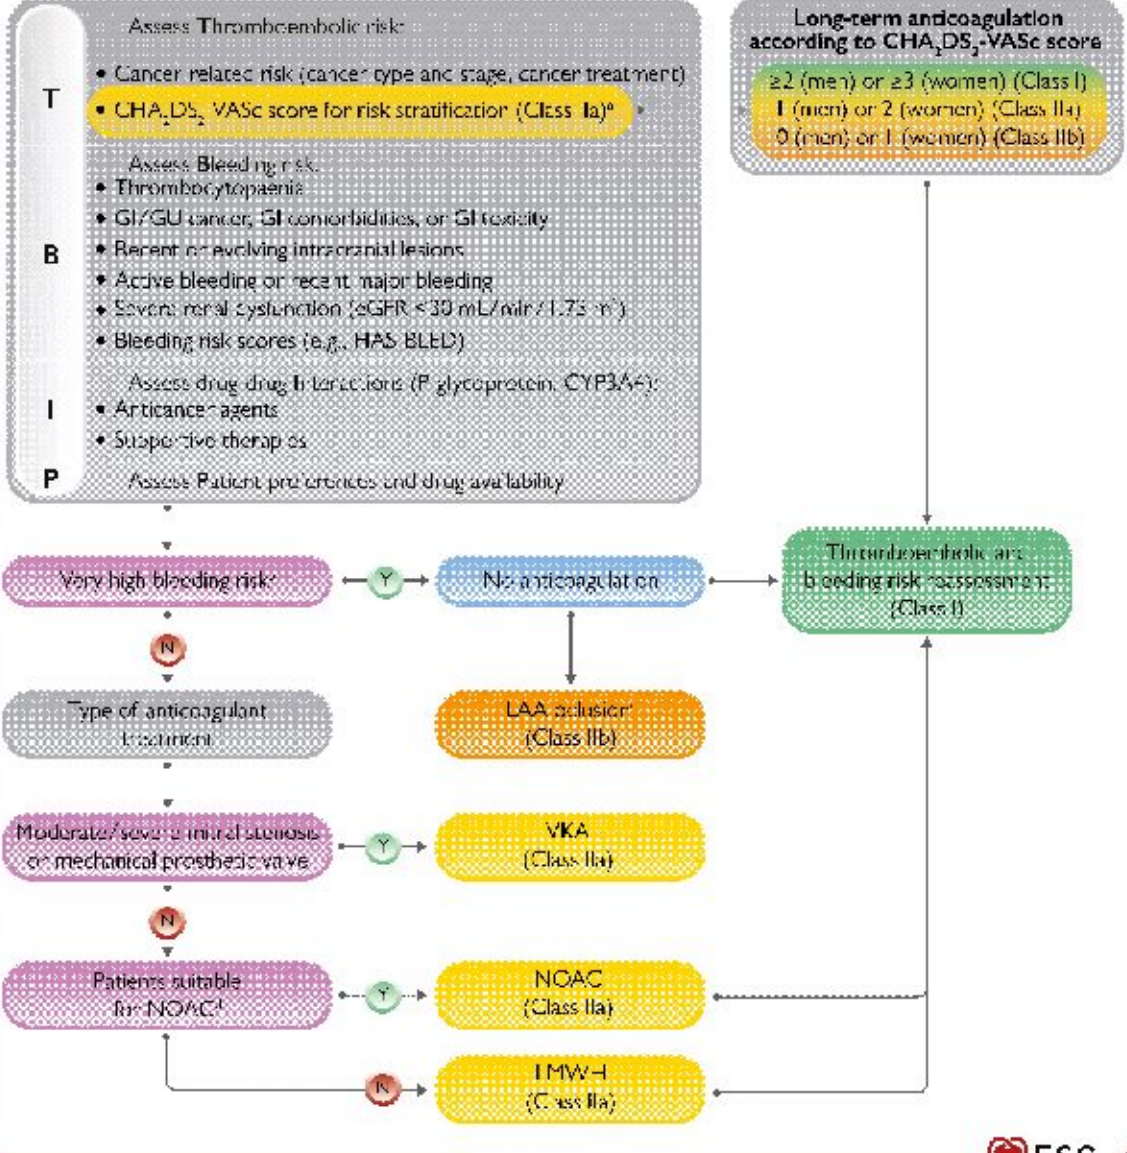 Assess Thromboembolic risk:
T
• Cancer-related risk (cancer type and stage, cancer treatment)
• CHA2DS2-VASc score for risk stratification (Class IIa)a
Assess Bleeding risk:
• Thrombocytopaenia
• GI/GU cancer, GI comorbidities, or GI toxicity
B
• Recent or evolving intracranial lesions
• Active bleeding or recent major bleeding
• Severe renal dysfunction (eGFR <30 mL/min/1.73 m²)
• Bleeding risk scores (e.g., HAS-BLED)
Assess drug-drug Interactions (P-glycoprotein, CYP3A4):
I
• Anticancer agents
• Supportive therapies
P
Assess Patient preferences and drug availability
Long-term anticoagulation
according to CHA2DS2-VASc score
≥2 (men) or ≥3 (women) (Class I)
1 (men) or 2 (women) (Class IIa)
0 (men) or 1 (women) (Class IIb)
Very high bleeding risk
Y
No anticoagulation
Thromboembolic and
bleeding risk reassessment
(Class I)
N
Type of anticoagulant
treatment
LAA oclusion
(Class IIb)
Moderate/severe mitral stenosis
or mechanical prosthetic valve
Y
VKA
(Class IIa)
N
Patients suitable
for NOACd
Y
NOAC
(Class IIa)
N
LMWH
(Class IIa)
ESC